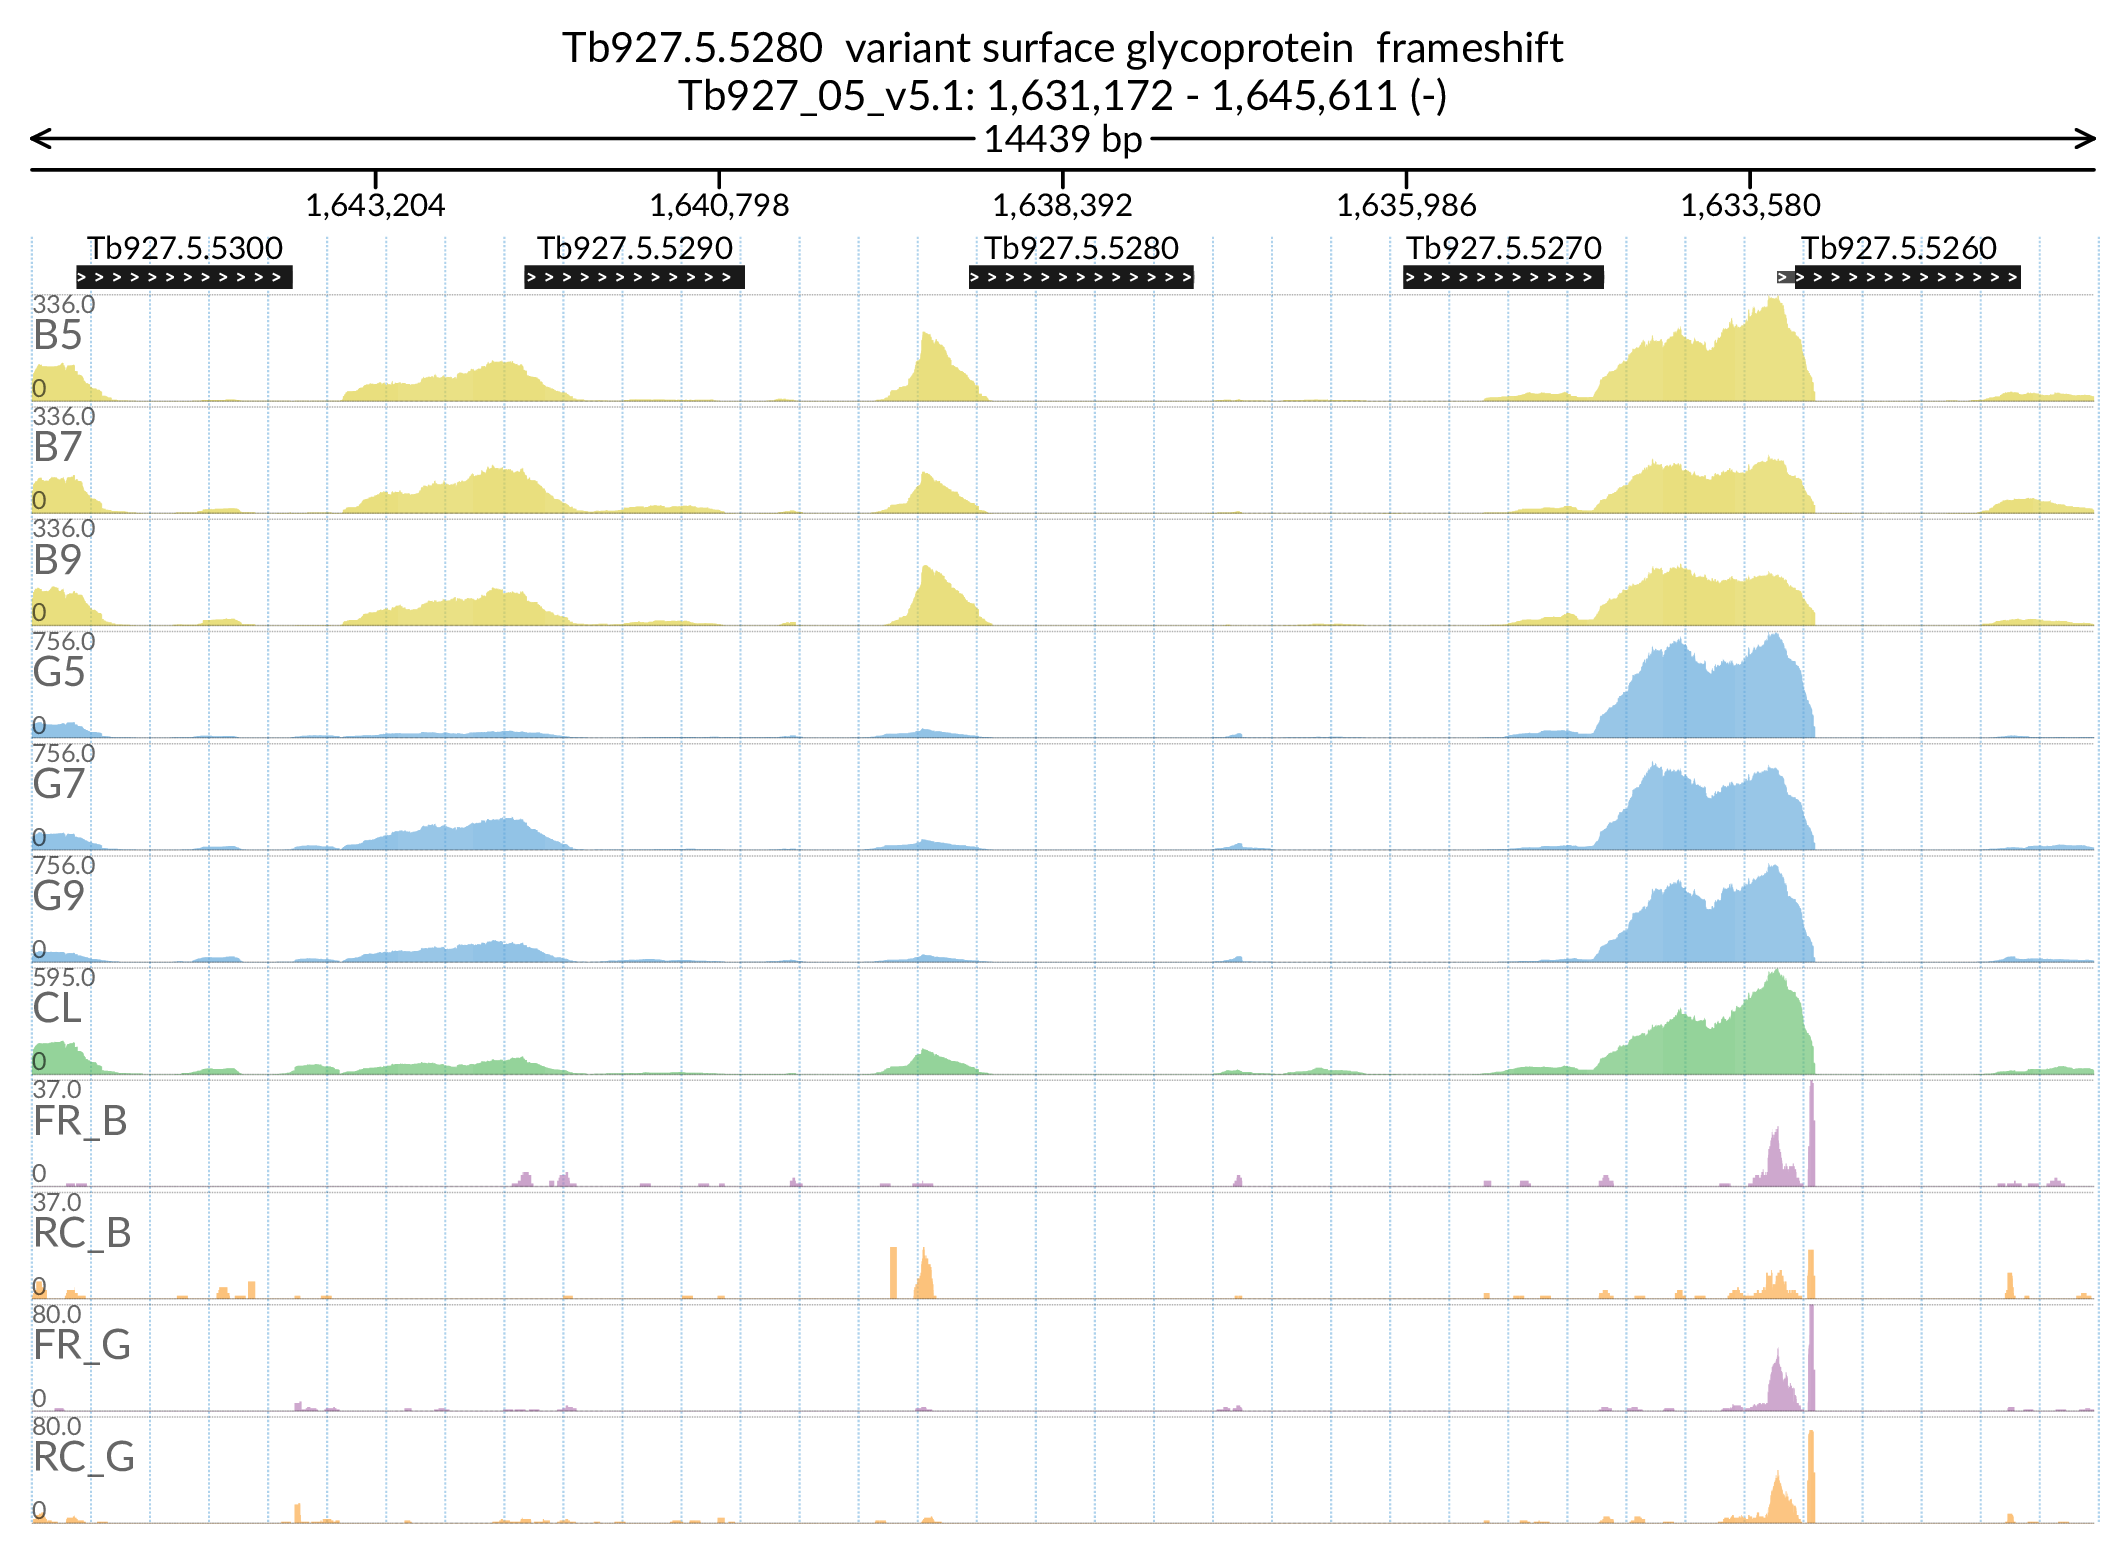 Tb927.5.5280 variant surface glycoprotein frameshift
Tb927_05_v5.1: 1,631,172 - 1,645,611 (-)
14439 bp
1,643,204 1,640,798 1,638,392 1,635,986 1,633,580
Tb927.5.5300 Tb927.5.5290 Tb927.5.5280 Tb927.5.5270 Tb927.5.5260
336.0
B5
0
336.0
B7
0
336.0
B9
0
756.0
G5
0
756.0
G7
0
756.0
G9
0
595.0
CL
0
37.0
FR_B
0
37.0
RC_B
0
80.0
FR_G
0
80.0
RC_G
0